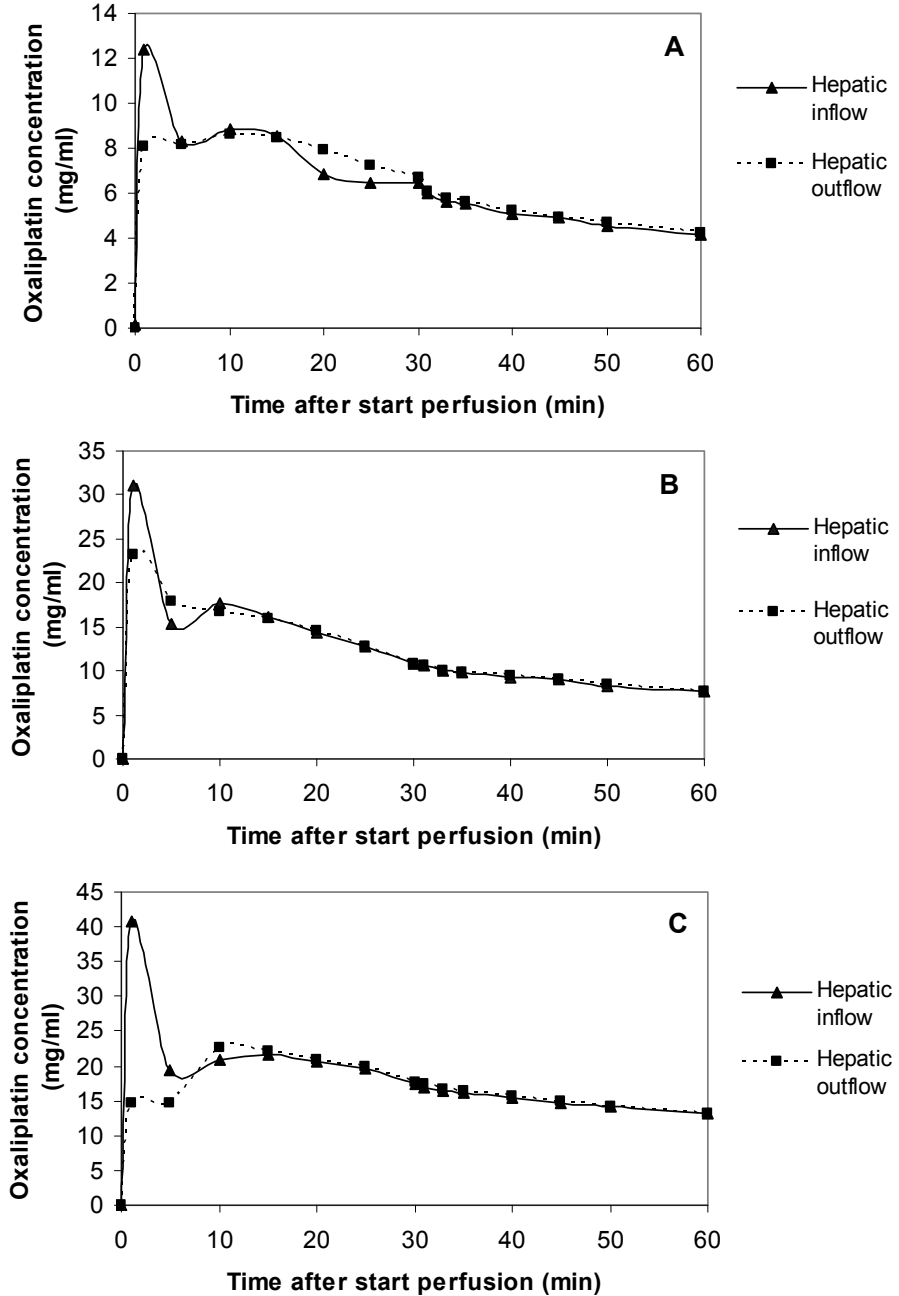 14
12
10
8
6
4
2
0
Oxaliplatin concentration
(mg/ml)
A
0 10 20 30 40 50 60
Time after start perfusion (min)
Hepatic
inflow
Hepatic
outflow
35
30
25
20
15
10
5
0
Oxaliplatin concentration
(mg/ml)
B
0 10 20 30 40 50 60
Time after start perfusion (min)
Hepatic
inflow
Hepatic
outflow
45
40
35
30
25
20
15
10
5
0
Oxaliplatin concentration
(mg/ml)
C
0 10 20 30 40 50 60
Time after start perfusion (min)
Hepatic
inflow
Hepatic
outflow